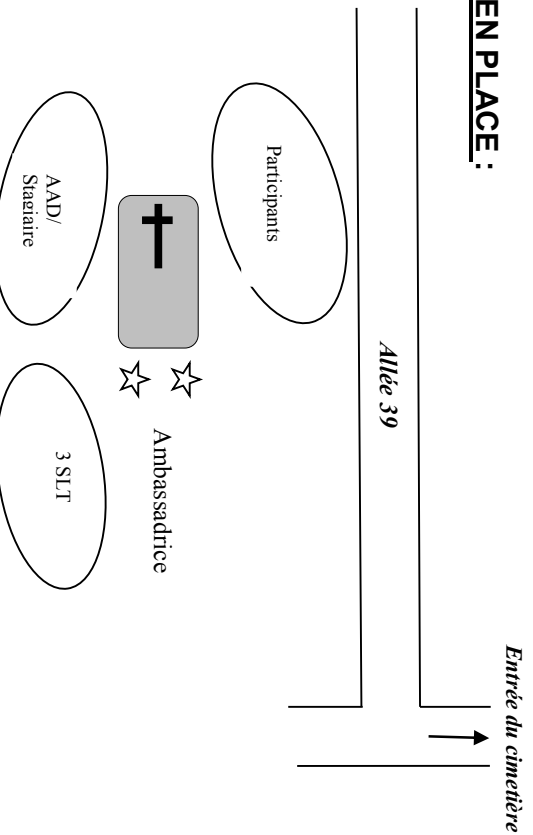 EN PLACE :
Entrée du cimetière
Allée 39
Participants
Ambassadrice
3 SLT
AAD/
Stagiaire